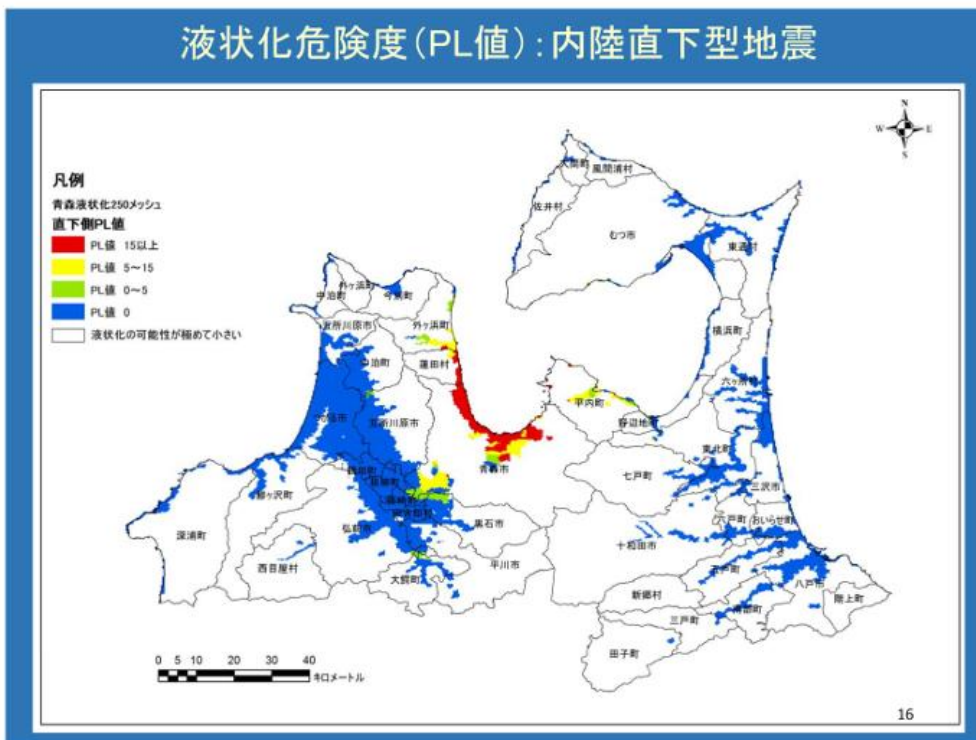 液状化危険度(PL値):内陸直下型地震
N
W E
S
凡例
青森液状化250メッシュ
直下側PL値
PL値 15以上
PL値 5～15
PL値 0～5
PL値 0
液状化の可能性が極めて小さい
大間町
風間浦村
佐井村
むつ市
東通村
外ヶ浜町
中泊町
今別町
五所川原市
外ヶ浜町
横浜町
中泊町
蓬田村
六ヶ所村
平内町
野辺地町
つがる市
五所川原市
東北町
青森市
七戸町
三沢市
鰺ヶ沢町
六戸町
おいらせ町
深浦町
弘前市
黒石市
十和田市
西目屋村
平川市
五戸町
八戸市
大鰐町
新郷村
階上町
南部町
三戸町
田子町
0 5 10 20 30 40
キロメートル
16